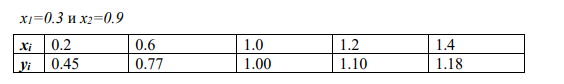 x1=0.3 и x2=0.9
xi 0.2 0.6 1.0 1.2 1.4
yi 0.45 0.77 1.00 1.10 1.18